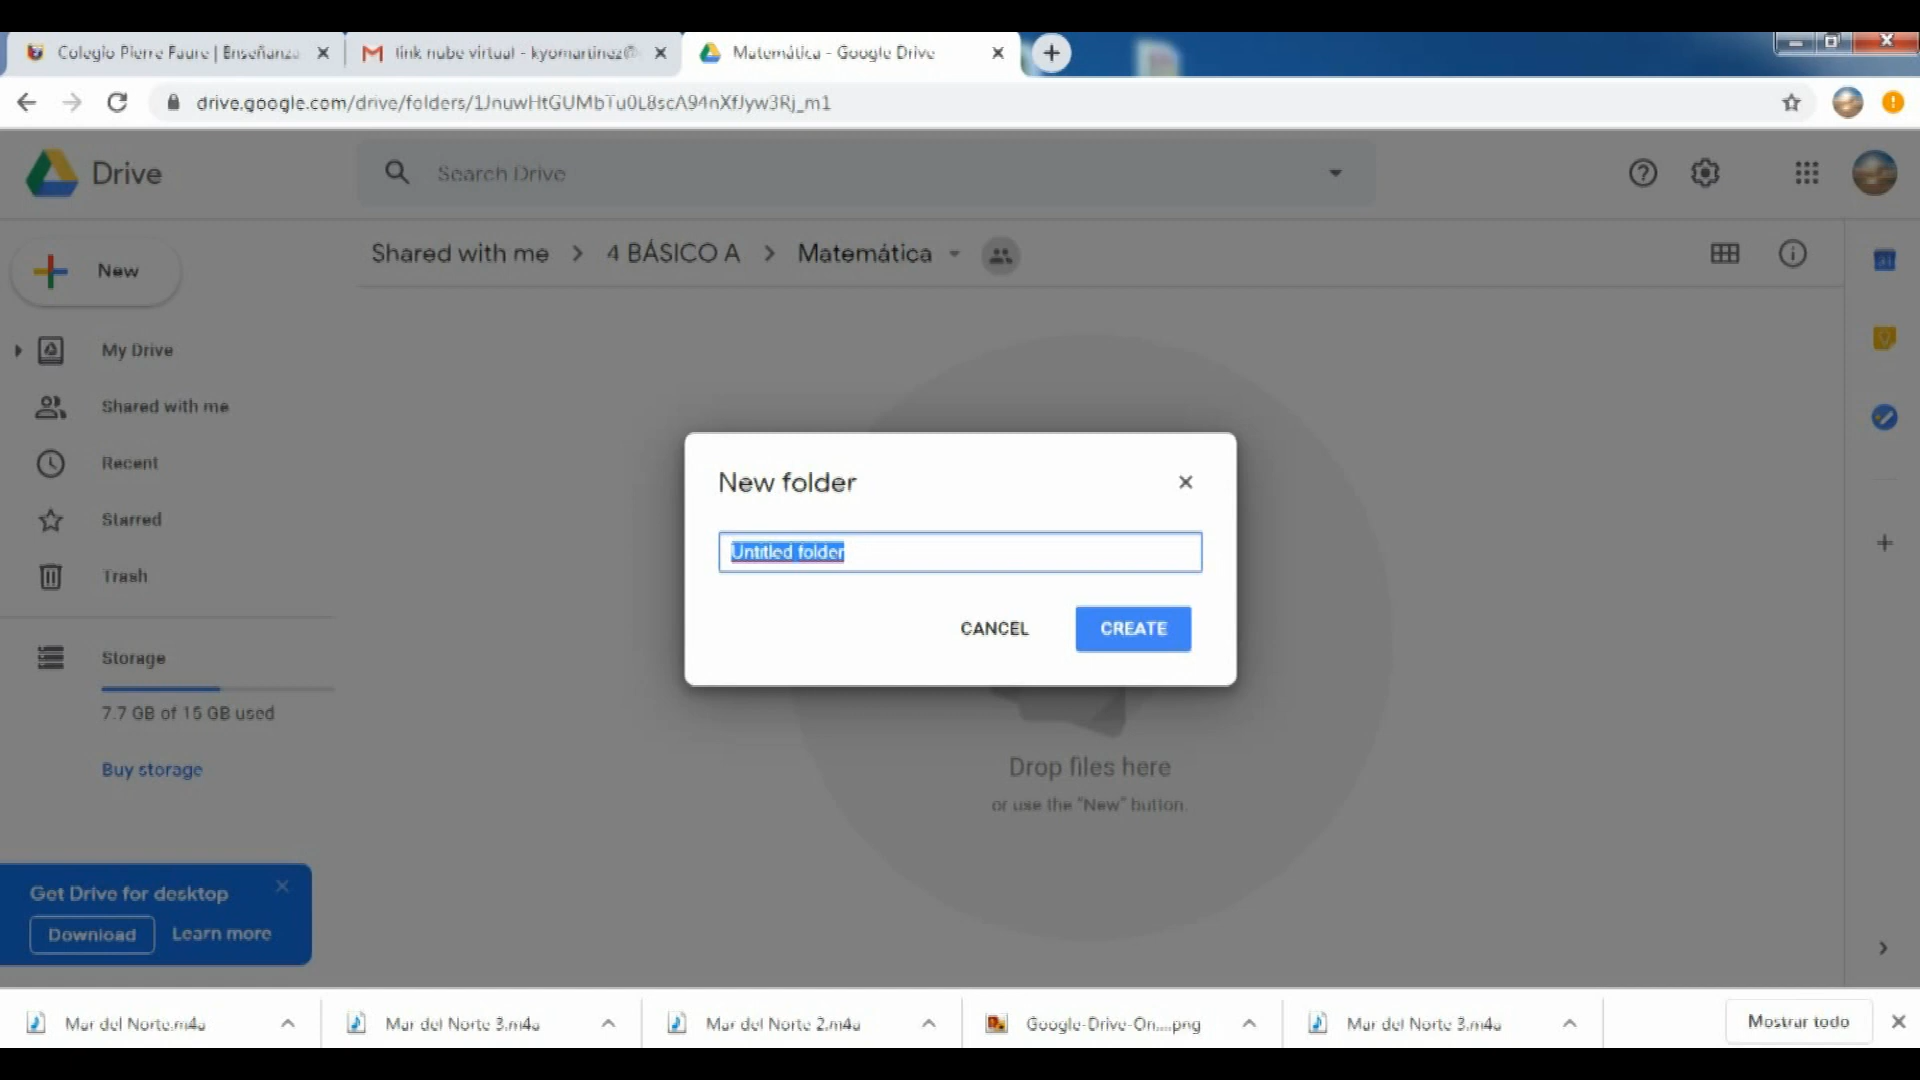 Colegio Pierre Faure | Enseñanza
link nube virtual - kyomartinez@
Matemática - Google Drive
drive.google.com/drive/folders/1JnuwHtGUMbTu0L8scA94nXfJyw3Rj_m1
Drive
Search Drive
New
Shared with me > 4 BÁSICO A > Matemática
My Drive
Shared with me
Recent
Starred
Trash
Storage
7.7 GB of 15 GB used
Buy storage
New folder
Untitled folder
CANCEL
CREATE
Drop files here
or use the "New" button.
Get Drive for desktop
Download
Learn more
Mar del Norte.m4a
Mar del Norte 3.m4a
Mar del Norte 2.m4a
Google-Drive-On....png
Mar del Norte 3.m4a
Mostrar todo